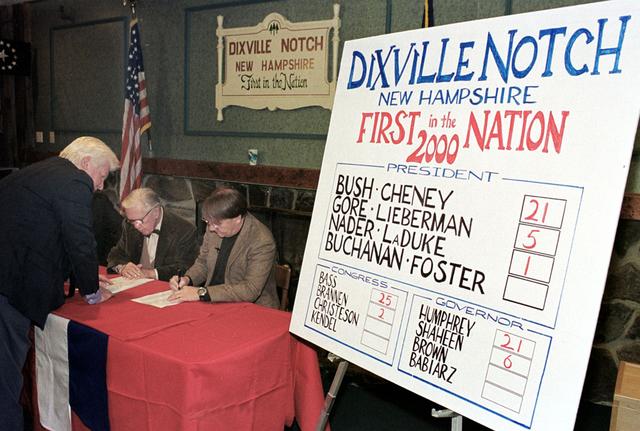 DIXVILLE NOTCH
NEW HAMPSHIRE
First in the Nation
DIXVILLE NOTCH
NEW HAMPSHIRE
FIRST in the NATION
2000
PRESIDENT
BUSH · CHENEY 21
GORE · LIEBERMAN 5
NADER · LADUKE 1
BUCHANAN · FOSTER
CONGRESS
BASS 25
BRANNEN 2
CHRISTESON
KENDEL
GOVERNOR
HUMPHREY 21
SHAHEEN 6
BROWN
BABIARZ